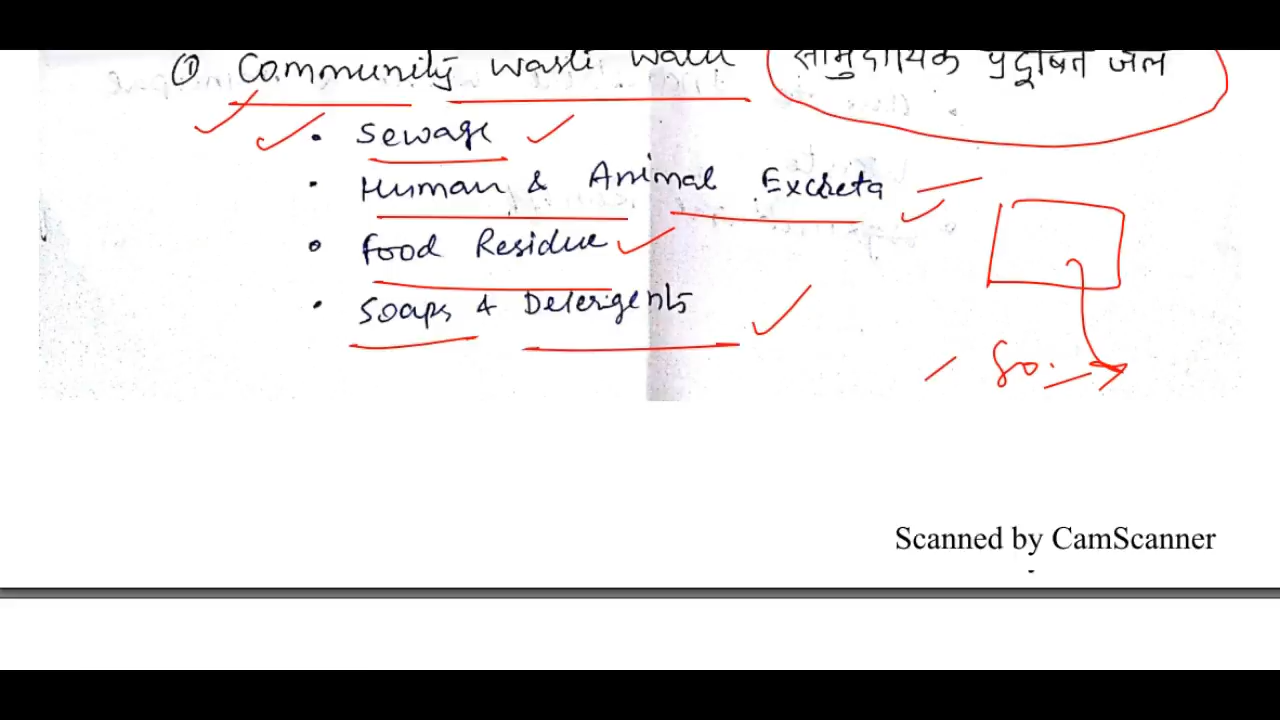 ① Community waste water सामुदायिक प्रदूषित जल
• Sewage
• Human & Animal Excreta
• Food Residue
• Soaps & Detergents
Scanned by CamScanner